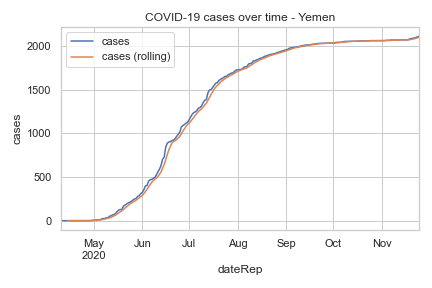 COVID-19 cases over time - Yemen
cases
cases (rolling)
cases
2000
1500
1000
500
0
May
2020
Jun
Jul
Aug
Sep
Oct
Nov
dateRep